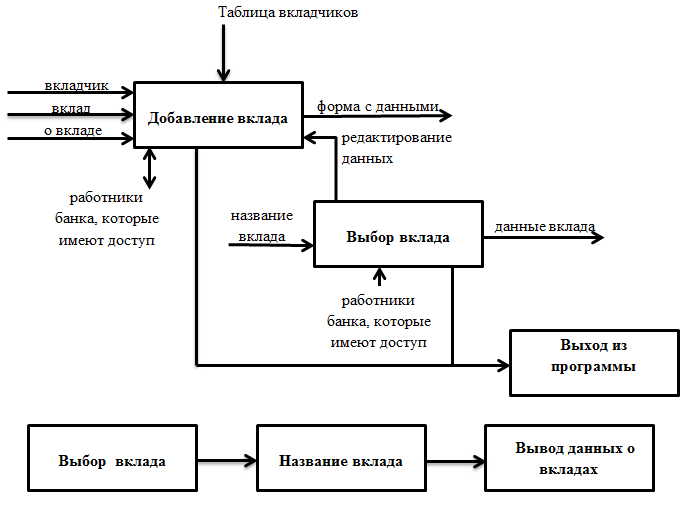 Таблица вкладчиков
вкладчик
вклад
о вкладе
Добавление вклада
форма с данными
редактирование
данных
работники
банка, которые
имеют доступ
название
вклада
Выбор вклада
данные вклада
работники
банка, которые
имеют доступ
Выход из
программы
Выбор вклада
Название вклада
Вывод данных о
вкладах